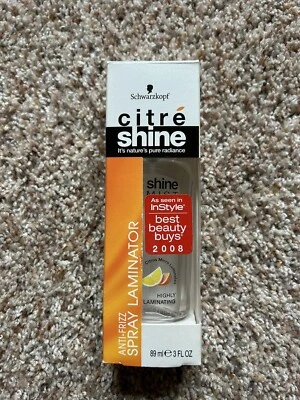 Schwarzkopf
citré
shine
It's nature's pure radiance
shine
MIST
As seen in
InStyle®
best
beauty
buys®
2008
HIGHLY
LAMINATING
ANTI-FRIZZ
SPRAY LAMINATOR
89 ml e 3 FL OZ